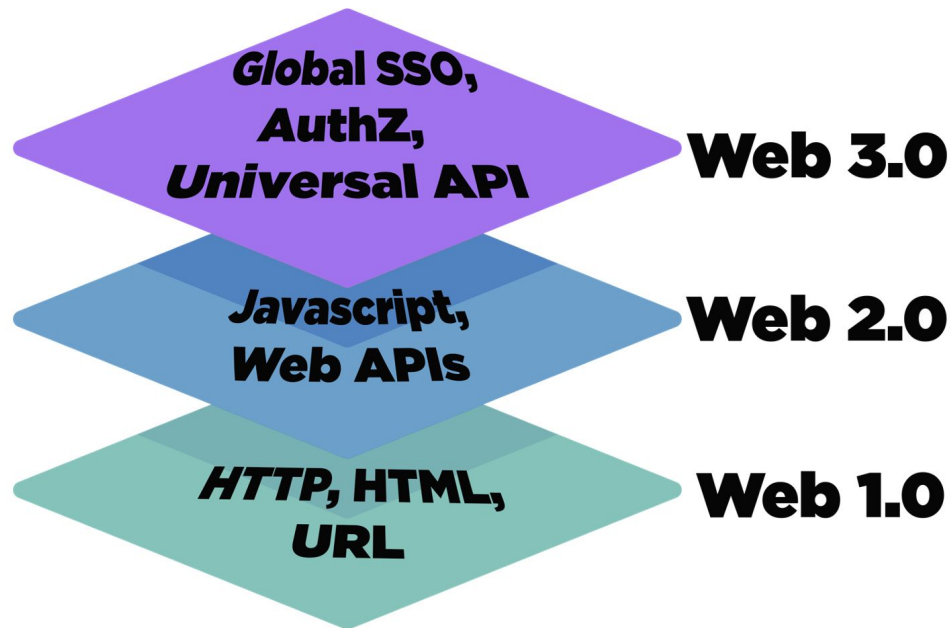 Global SSO,
AuthZ,
Universal API
Web 3.0
Javascript,
Web APIs
Web 2.0
HTTP, HTML,
URL
Web 1.0